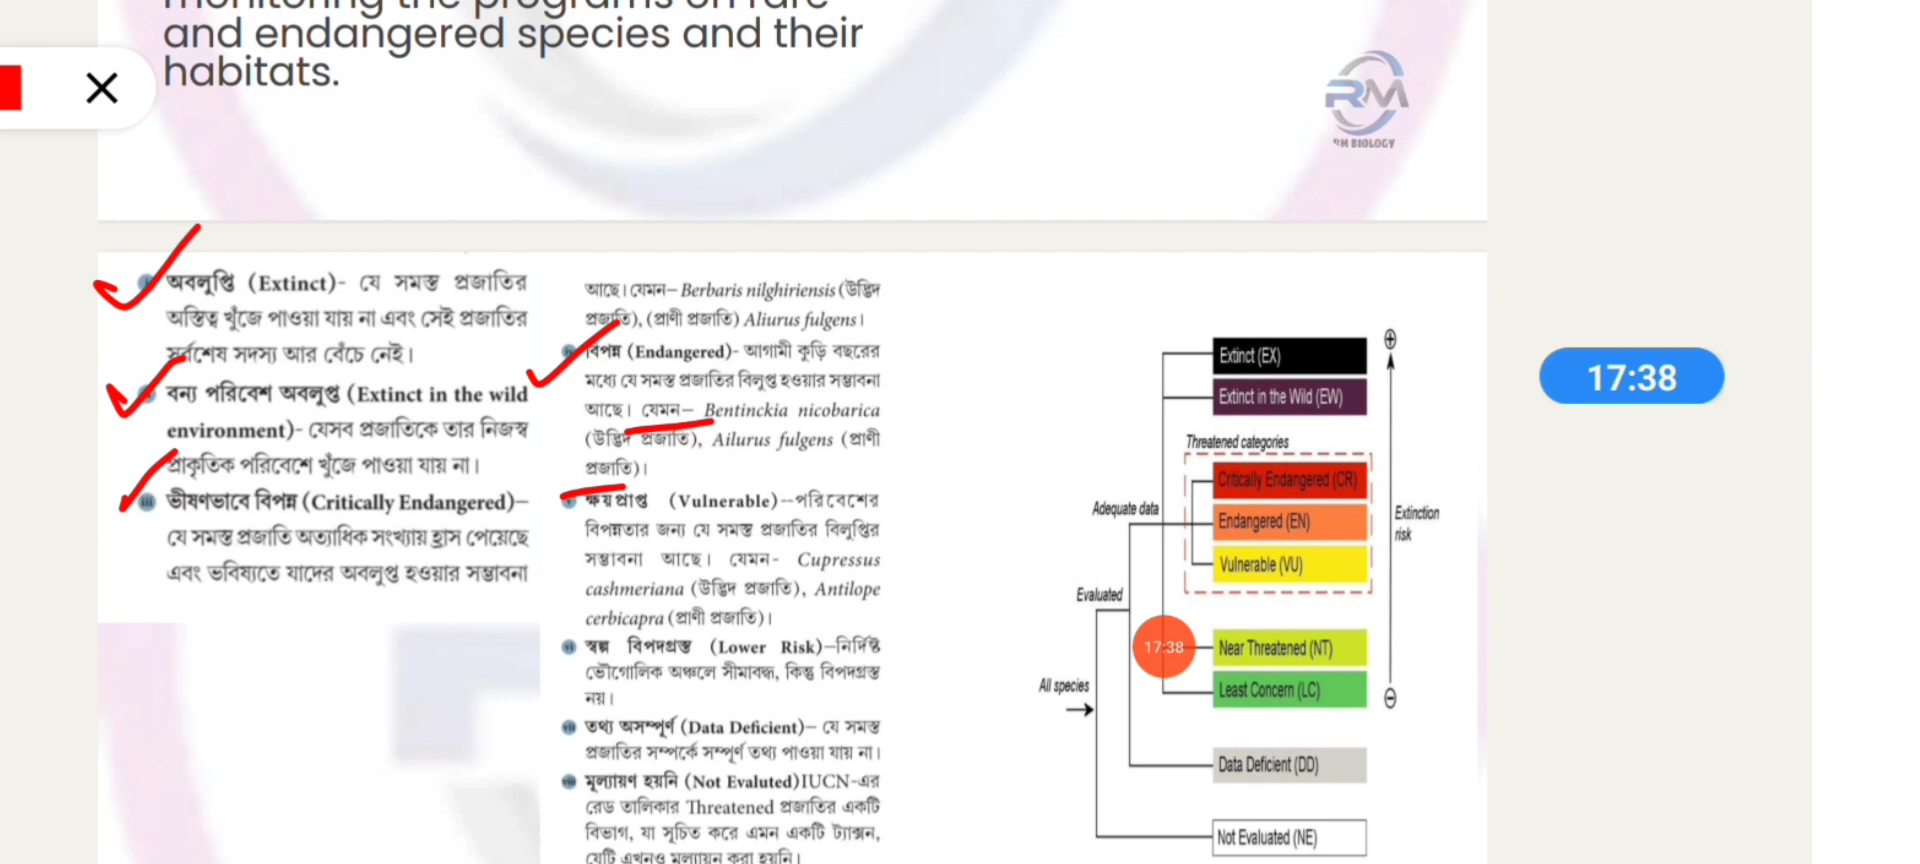 and endangered species and their
habitats.
RM
RM BIOLOGY
i অবলুপ্তি (Extinct)- যে সমস্ত প্রজাতির
অস্তিত্ব খুঁজে পাওয়া যায় না এবং সেই প্রজাতির
সর্বশেষ সদস্য আর বেঁচে নেই।
বন্য পরিবেশ অবলুপ্ত (Extinct in the wild
environment)- যেসব প্রজাতিকে তার নিজস্ব
প্রাকৃতিক পরিবেশে খুঁজে পাওয়া যায় না।
iii ভীষণভাবে বিপন্ন (Critically Endangered)–
যে সমস্ত প্রজাতি অত্যাধিক সংখ্যায় হ্রাস পেয়েছে
এবং ভবিষ্যতে যাদের অবলুপ্ত হওয়ার সম্ভাবনা
আছে। যেমন– Berbaris nilghiriensis (উদ্ভিদ
প্রজাতি), (প্রাণী প্রজাতি) Aliurus fulgens।
বিপন্ন (Endangered)- আগামী কুড়ি বছরের
মধ্যে যে সমস্ত প্রজাতির বিলুপ্ত হওয়ার সম্ভাবনা
আছে। যেমন– Bentinckia nicobarica
(উদ্ভিদ প্রজাতি), Ailurus fulgens (প্রাণী
প্রজাতি)।
ক্ষয়প্রাপ্ত (Vulnerable)--পরিবেশের
বিপন্নতার জন্য যে সমস্ত প্রজাতির বিলুপ্তির
সম্ভাবনা আছে। যেমন- Cupressus
cashmeriana (উদ্ভিদ প্রজাতি), Antilope
cerbicapra (প্রাণী প্রজাতি)।
vi স্বল্প বিপদগ্রস্ত (Lower Risk)–নির্দিষ্ট
ভৌগোলিক অঞ্চলে সীমাবদ্ধ, কিন্তু বিপদগ্রস্ত
নয়।
vii তথ্য অসম্পূর্ণ (Data Deficient)– যে সমস্ত
প্রজাতির সম্পর্কে সম্পূর্ণ তথ্য পাওয়া যায় না।
viii মূল্যায়ণ হয়নি (Not Evaluted)IUCN-এর
রেড তালিকার Threatened প্রজাতির একটি
বিভাগ, যা সূচিত করে এমন একটি ট্যাক্সন,
যেটি এখনও মূল্যায়ন করা হয়নি।
Extinct (EX)
Extinct in the Wild (EW)
Threatened categories
Critically Endangered (CR)
Adequate data
Endangered (EN)
Extinction
risk
Vulnerable (VU)
Evaluated
17:38
Near Threatened (NT)
All species
Least Concern (LC)
Data Deficient (DD)
Not Evaluated (NE)
17:38